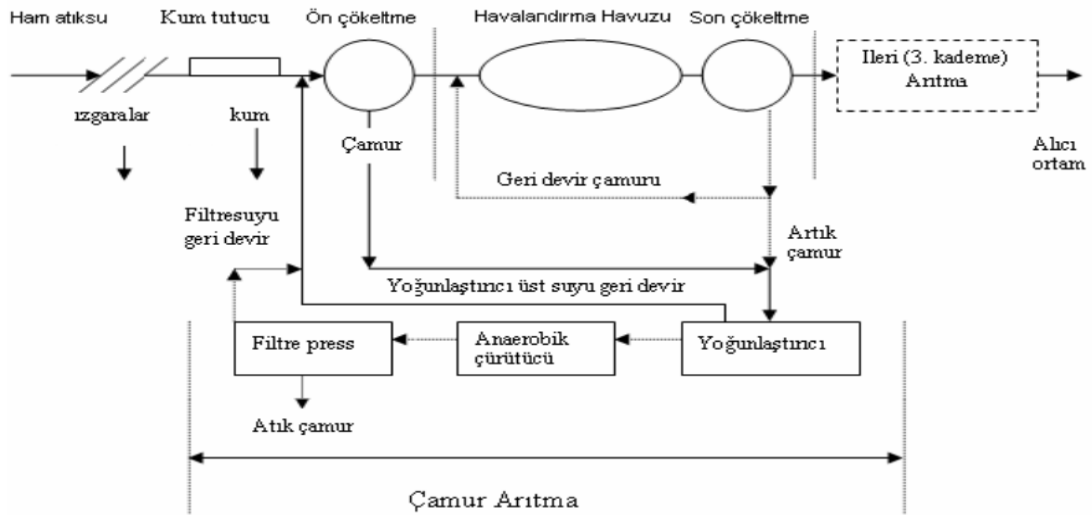 Ham atıksu
Kum tutucu
Ön çökeltme
Havalandırma Havuzu
Son çökeltme
İleri (3. kademe)
Arıtma
ızgaralar
kum
Çamur
Alıcı
ortam
Geri devir çamuru
Filtresuyu
geri devir
Artık
çamur
Yoğunlaştırıcı üst suyu geri devir
Filtre press
Anaerobik
çürütücü
Yoğunlaştırıcı
Atık çamur
Çamur Arıtma